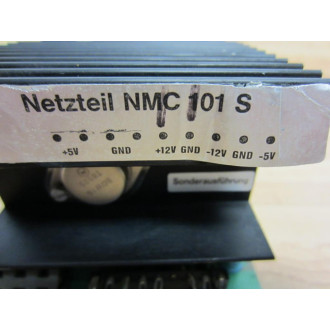 Netzteil NMC 101 S
+5V GND +12V GND -12V GND -5V
Sonderausführung